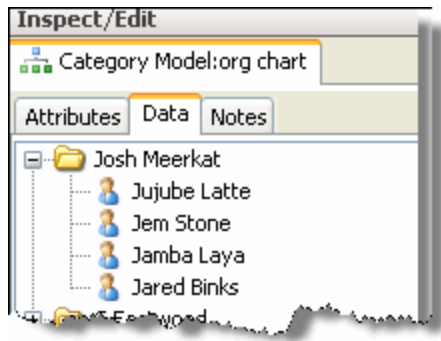 Inspect/Edit
Category Model:org chart
Attributes Data Notes
Josh Meerkat
Jujube Latte
Jem Stone
Jamba Laya
Jared Binks